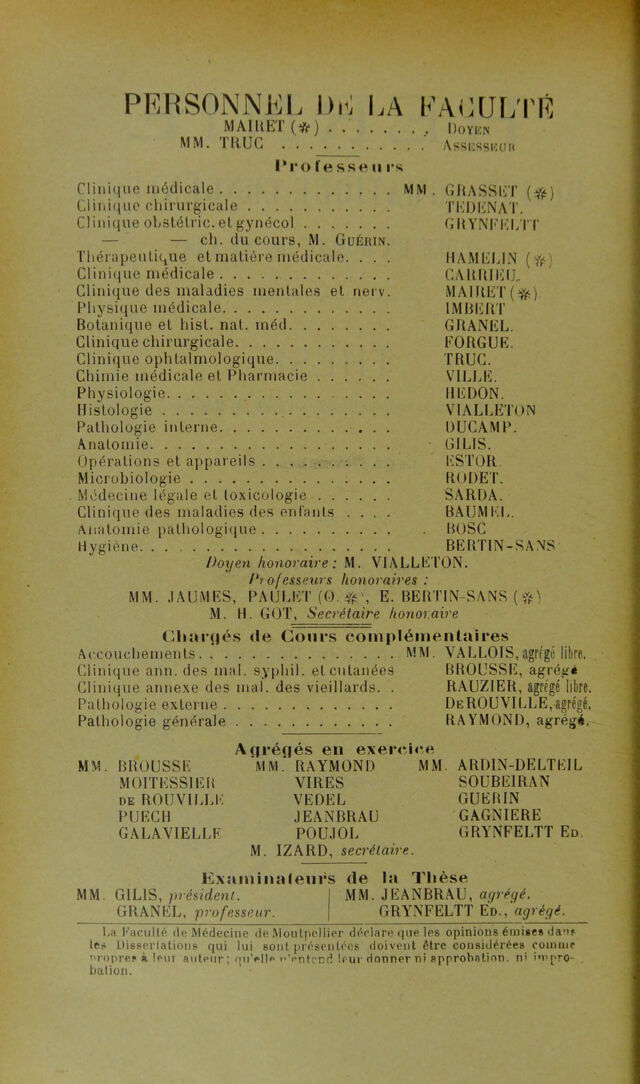 PERSONNEL DE LA FACULTÉ
MAIRET (✻) . . . . . . . . DOYEN
MM. TRUC . . . . . . . . . . . ASSESSEUR
Professeurs
Clinique médicale . . . . . . . . . . . . . MM. GRASSET (✻)
Clinique chirurgicale . . . . . . . . . . . TEDENAT.
Clinique obstétric. et gynécol . . . . . . . GRYNFELTT
— — ch. du cours, M. GUÉRIN.
Thérapeutique et matière médicale. . . . HAMELIN (✻)
Clinique médicale . . . . . . . . . . . . . CARRIEU.
Clinique des maladies mentales et nerv. MAIRET (✻)
Physique médicale. . . . . . . . . . . . . IMBERT
Botanique et hist. nat. méd. . . . . . . . GRANEL.
Clinique chirurgicale. . . . . . . . . . . . FORGUE.
Clinique ophtalmologique. . . . . . . . . TRUC.
Chimie médicale et Pharmacie . . . . . . VILLE.
Physiologie. . . . . . . . . . . . . . . . . HEDON.
Histologie . . . . . . . . . . . . . . . . . VIALLETON
Pathologie interne. . . . . . . . . . . . . DUCAMP.
Anatomie. . . . . . . . . . . . . . . . . . GILIS.
Opérations et appareils . . . . . . . . . . ESTOR.
Microbiologie . . . . . . . . . . . . . . . RODET.
Médecine légale et toxicologie . . . . . . SARDA.
Clinique des maladies des enfants . . . . BAUMEL.
Anatomie pathologique . . . . . . . . . . . BOSC
Hygiène. . . . . . . . . . . . . . . . . . BERTIN-SANS
Doyen honoraire : M. VIALLETON.
Professeurs honoraires :
MM. JAUMES, PAULET (O. ✻), E. BERTIN-SANS (✻)
M. H. GOT, Secrétaire honoraire
Chargés de Cours complémentaires
Accouchements. . . . . . . . . . . . . . . MM. VALLOIS, agrégé libre.
Clinique ann. des mal. syphil. et cutanées BROUSSE, agrégé
Clinique annexe des mal. des vieillards. . RAUZIER, agrégé libre.
Pathologie externe . . . . . . . . . . . . . DE ROUVILLE, agrégé.
Pathologie générale . . . . . . . . . . . . RAYMOND, agrégé.
Agrégés en exercice
MM. BROUSSE MM. RAYMOND MM. ARDIN-DELTEIL
MOITESSIER VIRES SOUBEIRAN
DE ROUVILLE VEDEL GUERIN
PUECH JEANBRAU GAGNIERE
GALAVIELLE POUJOL GRYNFELTT ED.
M. IZARD, secrétaire.
Examinateurs de la Thèse
MM. GILIS, président. MM. JEANBRAU, agrégé.
GRANEL, professeur. GRYNFELTT ED., agrégé.
La Faculté de Médecine de Montpellier déclare que les opinions émises dans
les Dissertations qui lui sont présentées doivent être considérées comme
propres à leur auteur ; qu'elle n'entend leur donner ni approbation. ni impro-
bation.